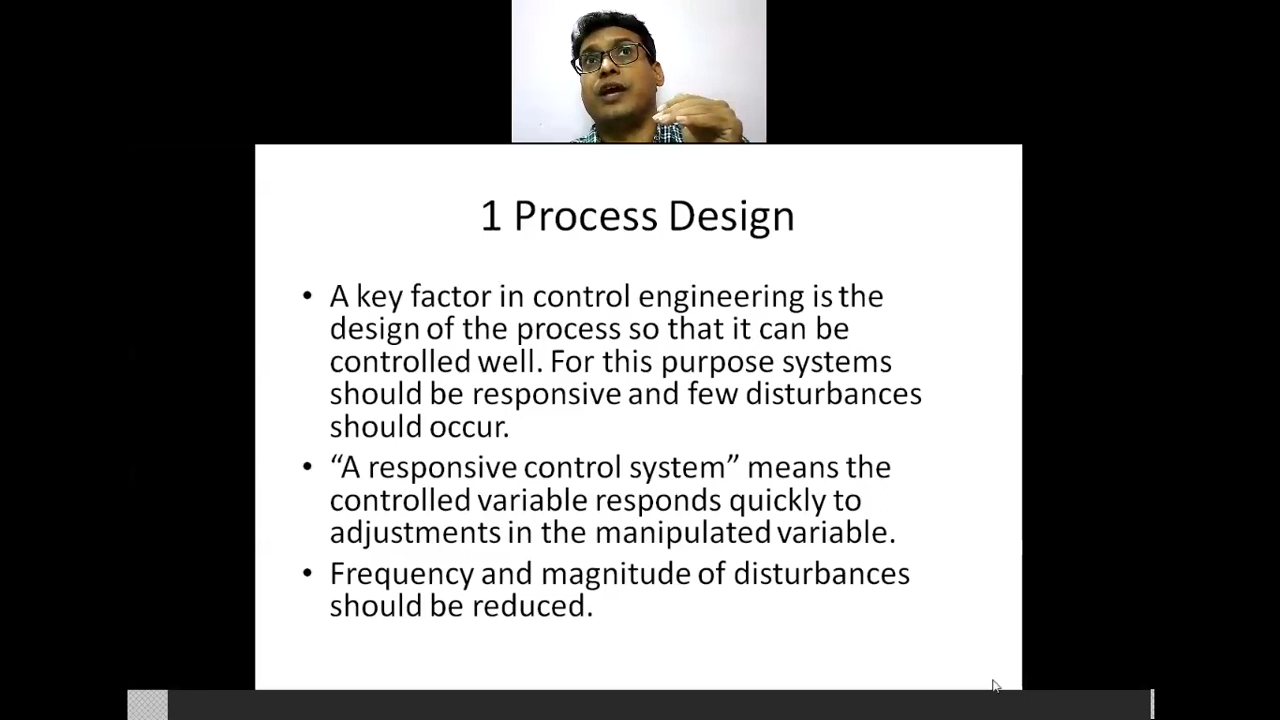 1 Process Design
• A key factor in control engineering is the
design of the process so that it can be
controlled well. For this purpose systems
should be responsive and few disturbances
should occur.
• “A responsive control system” means the
controlled variable responds quickly to
adjustments in the manipulated variable.
• Frequency and magnitude of disturbances
should be reduced.